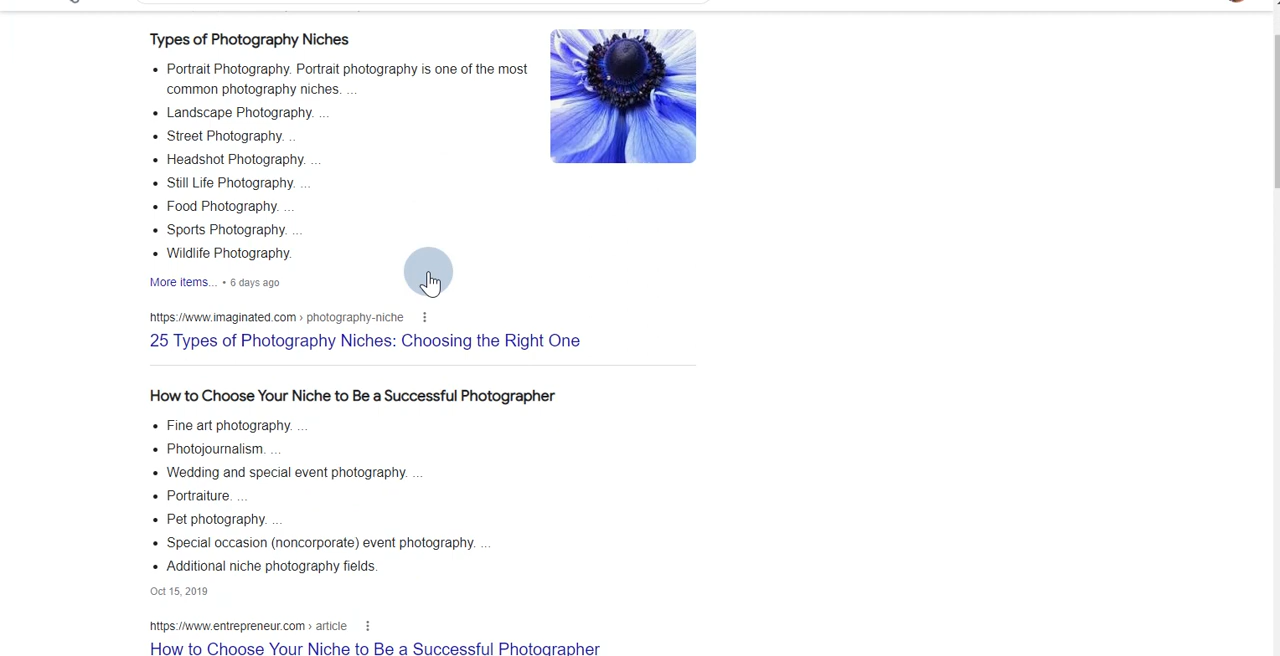 Types of Photography Niches
• Portrait Photography. Portrait photography is one of the most
common photography niches. ...
• Landscape Photography. ...
• Street Photography. ..
• Headshot Photography. ...
• Still Life Photography. ...
• Food Photography. ...
• Sports Photography. ...
• Wildlife Photography.
More items... • 6 days ago
https://www.imaginated.com › photography-niche
25 Types of Photography Niches: Choosing the Right One
How to Choose Your Niche to Be a Successful Photographer
• Fine art photography. ...
• Photojournalism. ...
• Wedding and special event photography. ...
• Portraiture. ...
• Pet photography. ...
• Special occasion (noncorporate) event photography. ...
• Additional niche photography fields.
Oct 15, 2019
https://www.entrepreneur.com › article
How to Choose Your Niche to Be a Successful Photographer